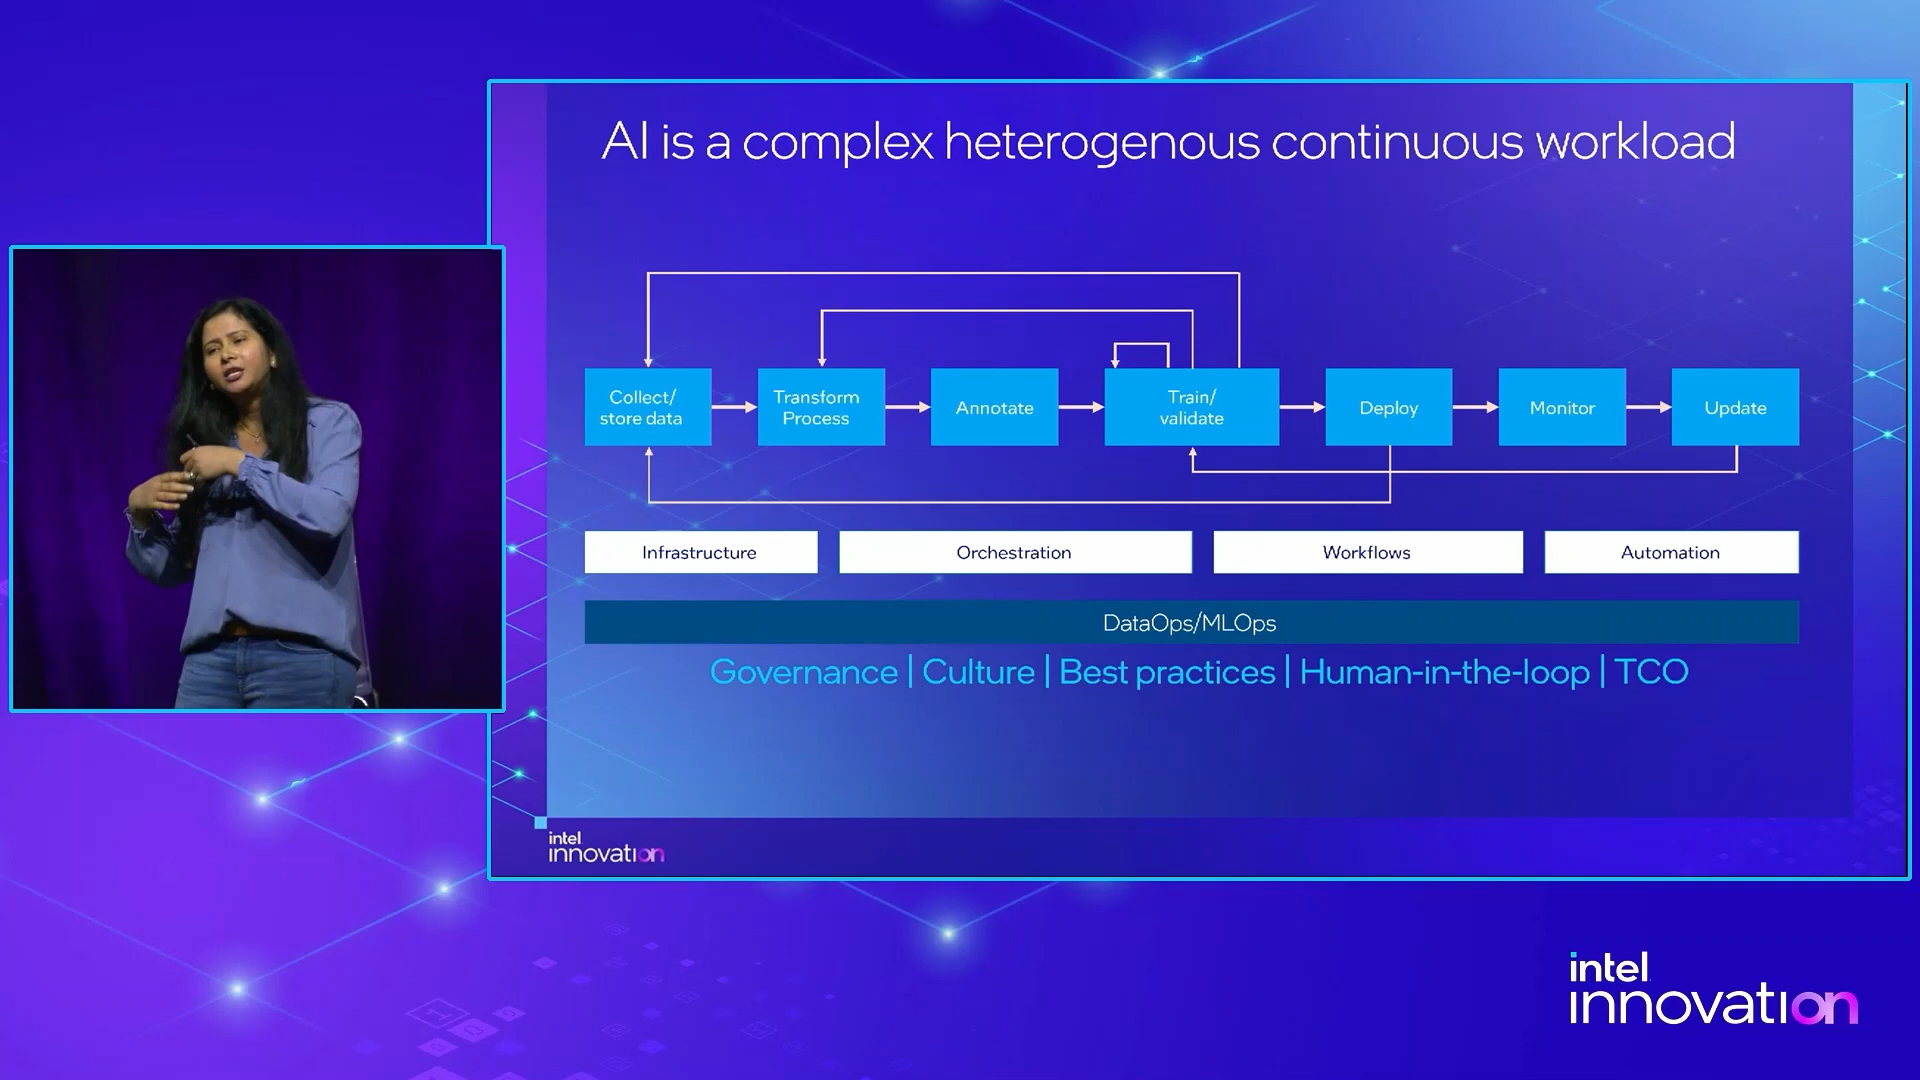 AI is a complex heterogenous continuous workload
Collect/
store data
Transform
Process
Annotate
Train/
validate
Deploy
Monitor
Update
Infrastructure
Orchestration
Workflows
Automation
DataOps/MLOps
Governance | Culture | Best practices | Human-in-the-loop | TCO
intel
innovation
intel
innovation